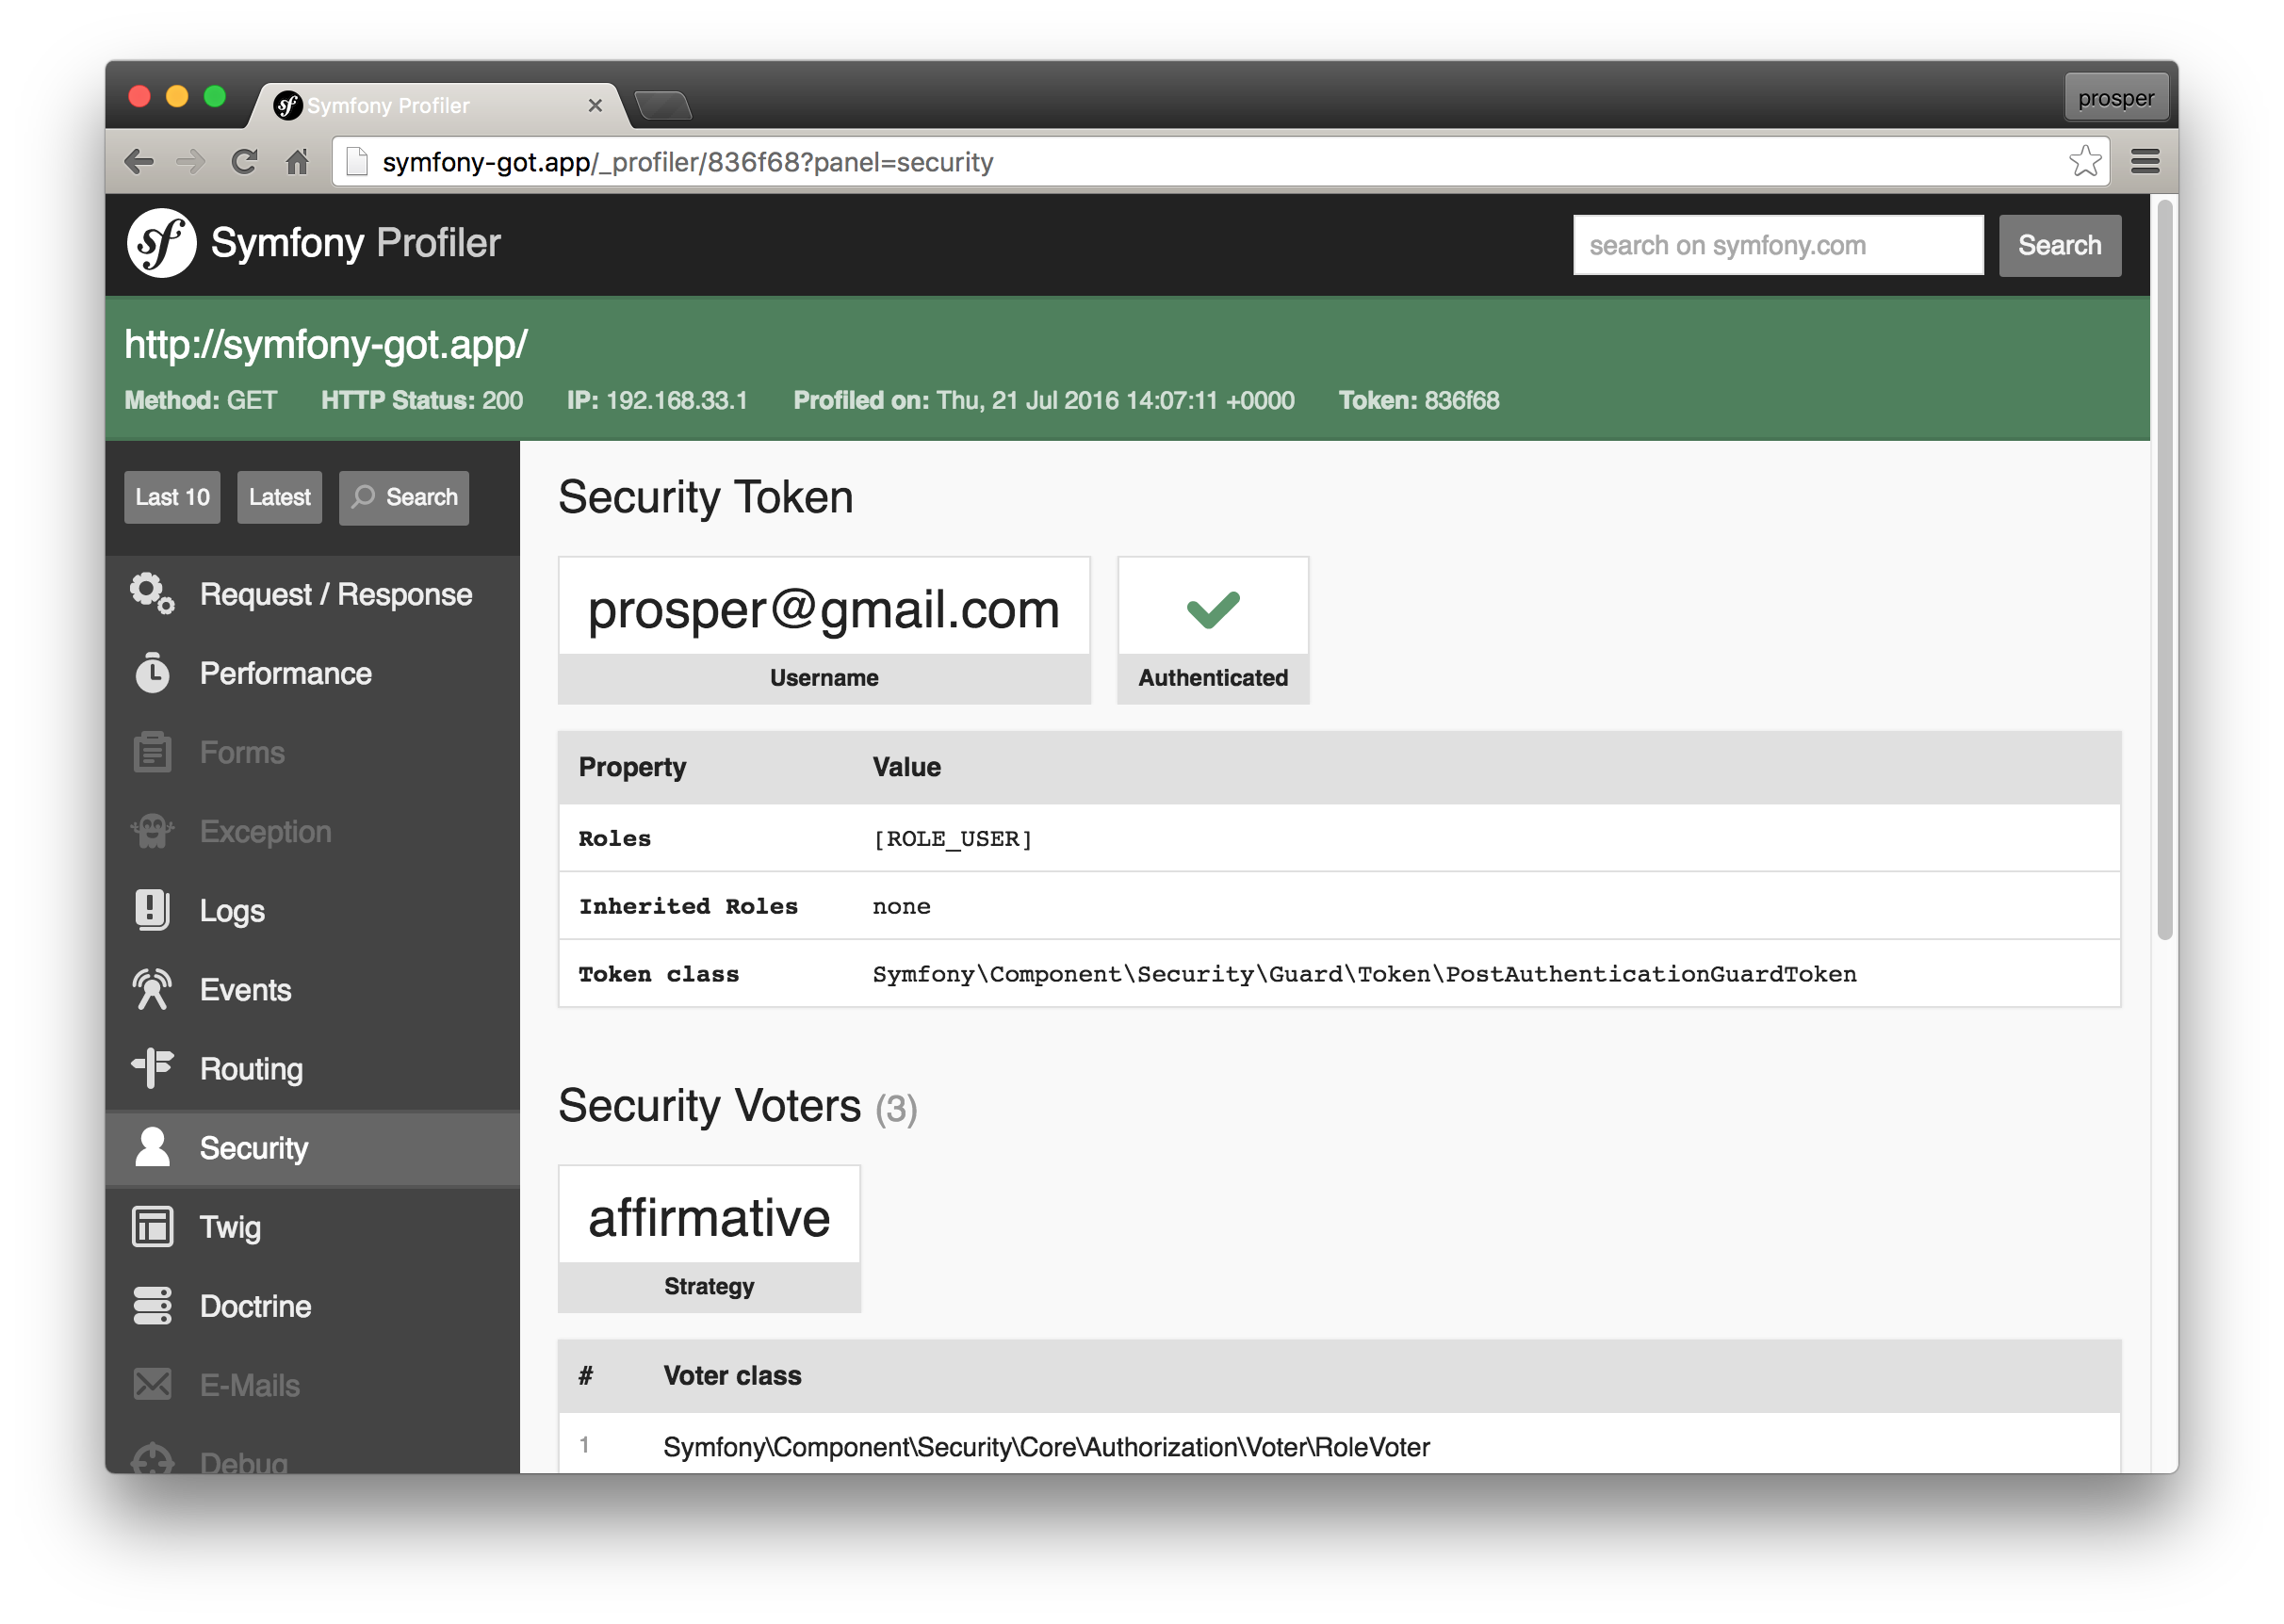 Symfony Profiler
prosper
symfony-got.app/_profiler/836f68?panel=security
Symfony Profiler
search on symfony.com
Search
http://symfony-got.app/
Method: GET HTTP Status: 200 IP: 192.168.33.1 Profiled on: Thu, 21 Jul 2016 14:07:11 +0000 Token: 836f68
Last 10
Latest
Search
Request / Response
Performance
Forms
Exception
Logs
Events
Routing
Security
Twig
Doctrine
E-Mails
Debug
Security Token
prosper@gmail.com
Username
Authenticated
Property Value
Roles [ROLE_USER]
Inherited Roles none
Token class Symfony\Component\Security\Guard\Token\PostAuthenticationGuardToken
Security Voters (3)
affirmative
Strategy
# Voter class
1 Symfony\Component\Security\Core\Authorization\Voter\RoleVoter